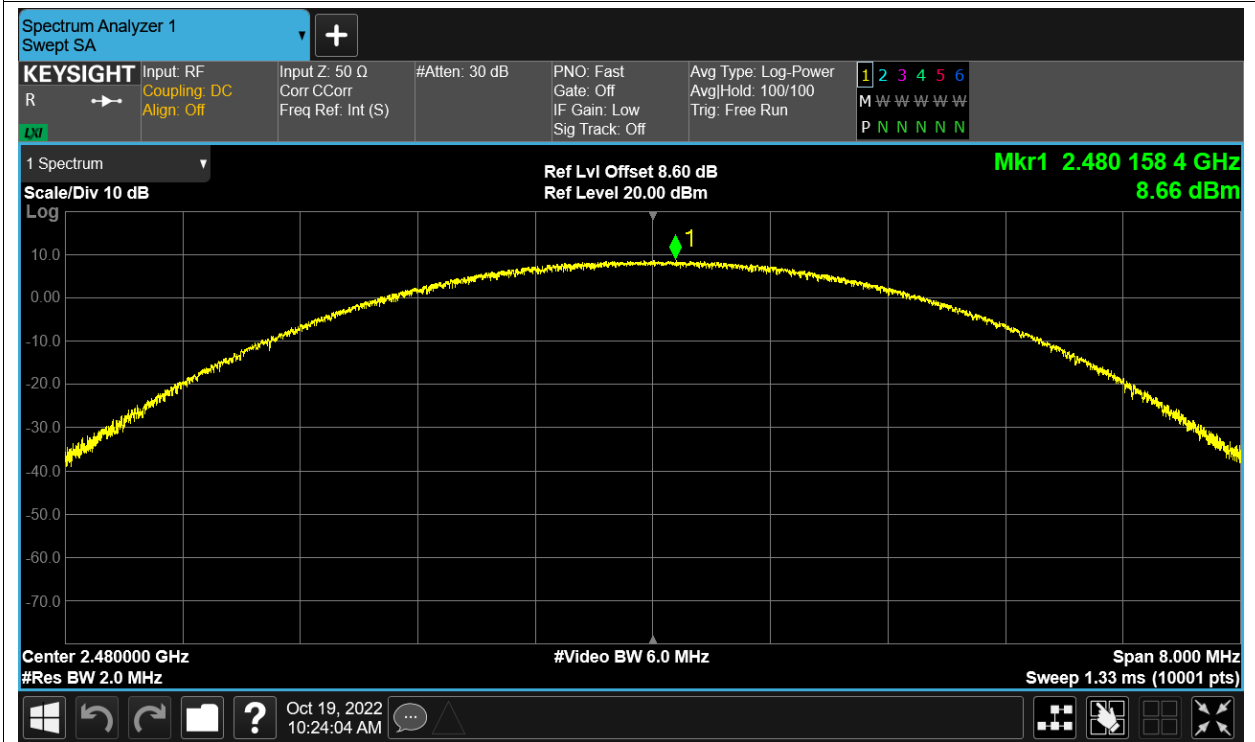 Spectrum Analyzer 1
Swept SA
▼
+
KEYSIGHT
R
LXI
Input: RF
Coupling: DC
Align: Off
Input Z: 50 Ω
Corr CCorr
Freq Ref: Int (S)
#Atten: 30 dB
PNO: Fast
Gate: Off
IF Gain: Low
Sig Track: Off
Avg Type: Log-Power
Avg|Hold: 100/100
Trig: Free Run
1 2 3 4 5 6
M W W W W W
P N N N N N
1 Spectrum ▼
Scale/Div 10 dB
Log
Ref Lvl Offset 8.60 dB
Ref Level 20.00 dBm
Mkr1 2.480 158 4 GHz
8.66 dBm
1
10.0
0.00
-10.0
-20.0
-30.0
-40.0
-50.0
-60.0
-70.0
Center 2.480000 GHz
#Video BW 6.0 MHz
Span 8.000 MHz
#Res BW 2.0 MHz
Sweep 1.33 ms (10001 pts)
?
Oct 19, 2022
10:24:04 AM